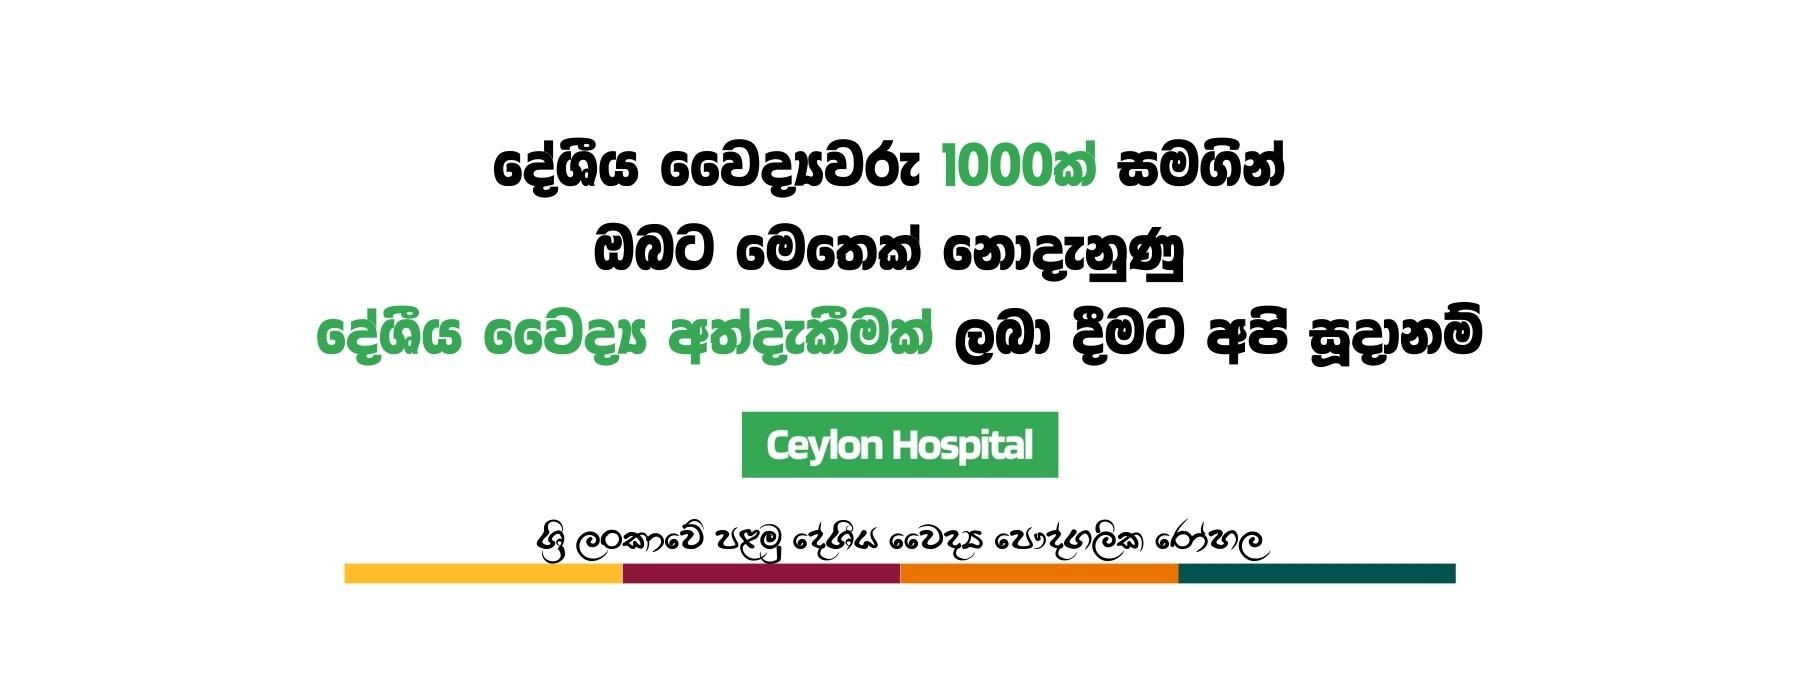 දේශීය වෛද්‍යවරු 1000ක් සමගින්
ඔබට මෙතෙක් නොදැනුණු
දේශීය වෛද්‍ය අත්දැකීමක් ලබා දීමට අපි සූදානම්
Ceylon Hospital
ශ්‍රී ලංකාවේ පළමු දේශීය වෛද්‍ය පෞද්ගලික රෝහල